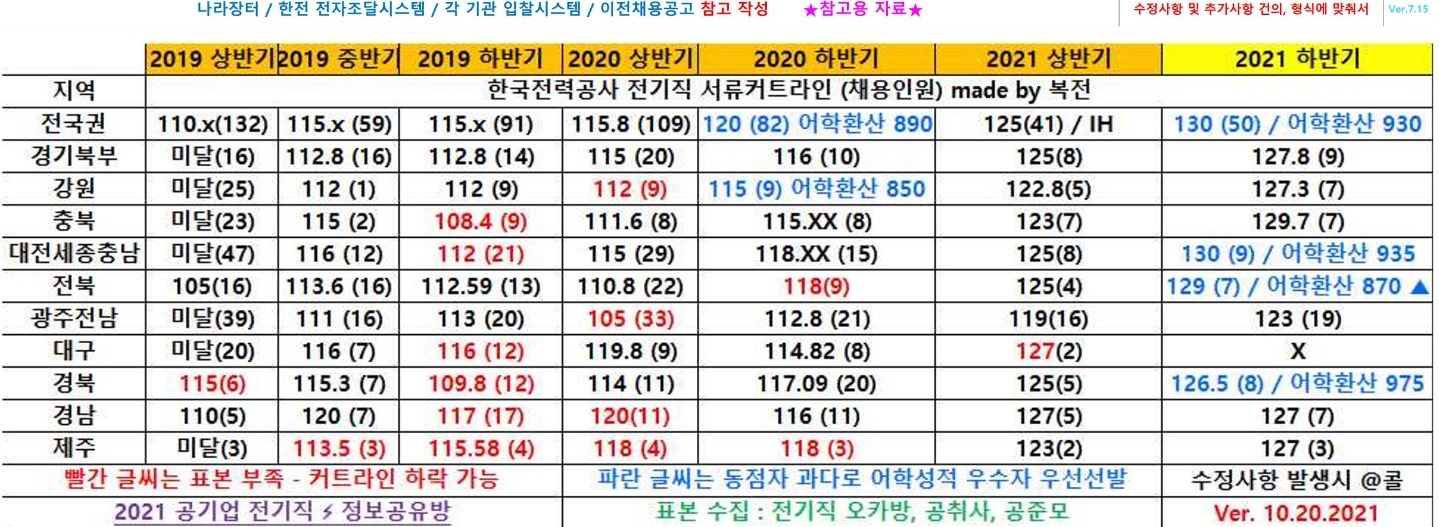 나라장터 / 한전 전자조달시스템 / 각 기관 입찰시스템 / 이전채용공고 참고 작성 ★참고용 자료★ 수정사항 및 추가사항 건의, 형식에 맞춰서 Ver.7.15
2019 상반기 2019 중반기 2019 하반기 2020 상반기 2020 하반기 2021 상반기 2021 하반기
지역 한국전력공사 전기직 서류커트라인 (채용인원) made by 복전
전국권 110.x(132) 115.x (59) 115.x (91) 115.8 (109) 120 (82) 어학환산 890 125(41) / IH 130 (50) / 어학환산 930
경기북부 미달(16) 112.8 (16) 112.8 (14) 115 (20) 116 (10) 125(8) 127.8 (9)
강원 미달(25) 112 (1) 112 (9) 112 (9) 115 (9) 어학환산 850 122.8(5) 127.3 (7)
충북 미달(23) 115 (2) 108.4 (9) 111.6 (8) 115.XX (8) 123(7) 129.7 (7)
대전세종충남 미달(47) 116 (12) 112 (21) 115 (29) 118.XX (15) 125(8) 130 (9) / 어학환산 935
전북 105(16) 113.6 (16) 112.59 (13) 110.8 (22) 118(9) 125(4) 129 (7) / 어학환산 870 ▲
광주전남 미달(39) 111 (16) 113 (20) 105 (33) 112.8 (21) 119(16) 123 (19)
대구 미달(20) 116 (7) 116 (12) 119.8 (9) 114.82 (8) 127(2) X
경북 115(6) 115.3 (7) 109.8 (12) 114 (11) 117.09 (20) 125(5) 126.5 (8) / 어학환산 975
경남 110(5) 120 (7) 117 (17) 120(11) 116 (11) 127(5) 127 (7)
제주 미달(3) 113.5 (3) 115.58 (4) 118 (4) 118 (3) 123(2) 127 (3)
빨간 글씨는 표본 부족 - 커트라인 하락 가능 파란 글씨는 동점자 과다로 어학성적 우수자 우선선발 수정사항 발생시 @콜
2021 공기업 전기직 ⚡ 정보공유방 표본 수집 : 전기직 오카방, 공취사, 공준모 Ver. 10.20.2021